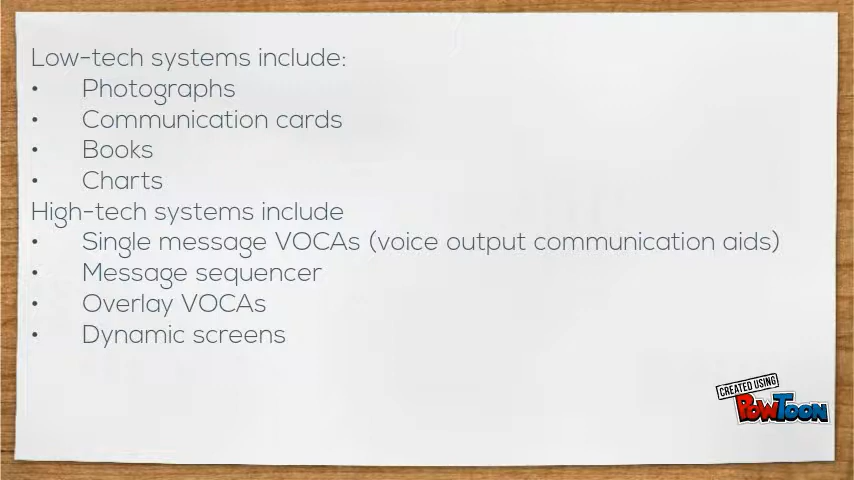 Low-tech systems include:
• Photographs
• Communication cards
• Books
• Charts
High-tech systems include
• Single message VOCAs (voice output communication aids)
• Message sequencer
• Overlay VOCAs
• Dynamic screens
CREATED USING
POWTOON